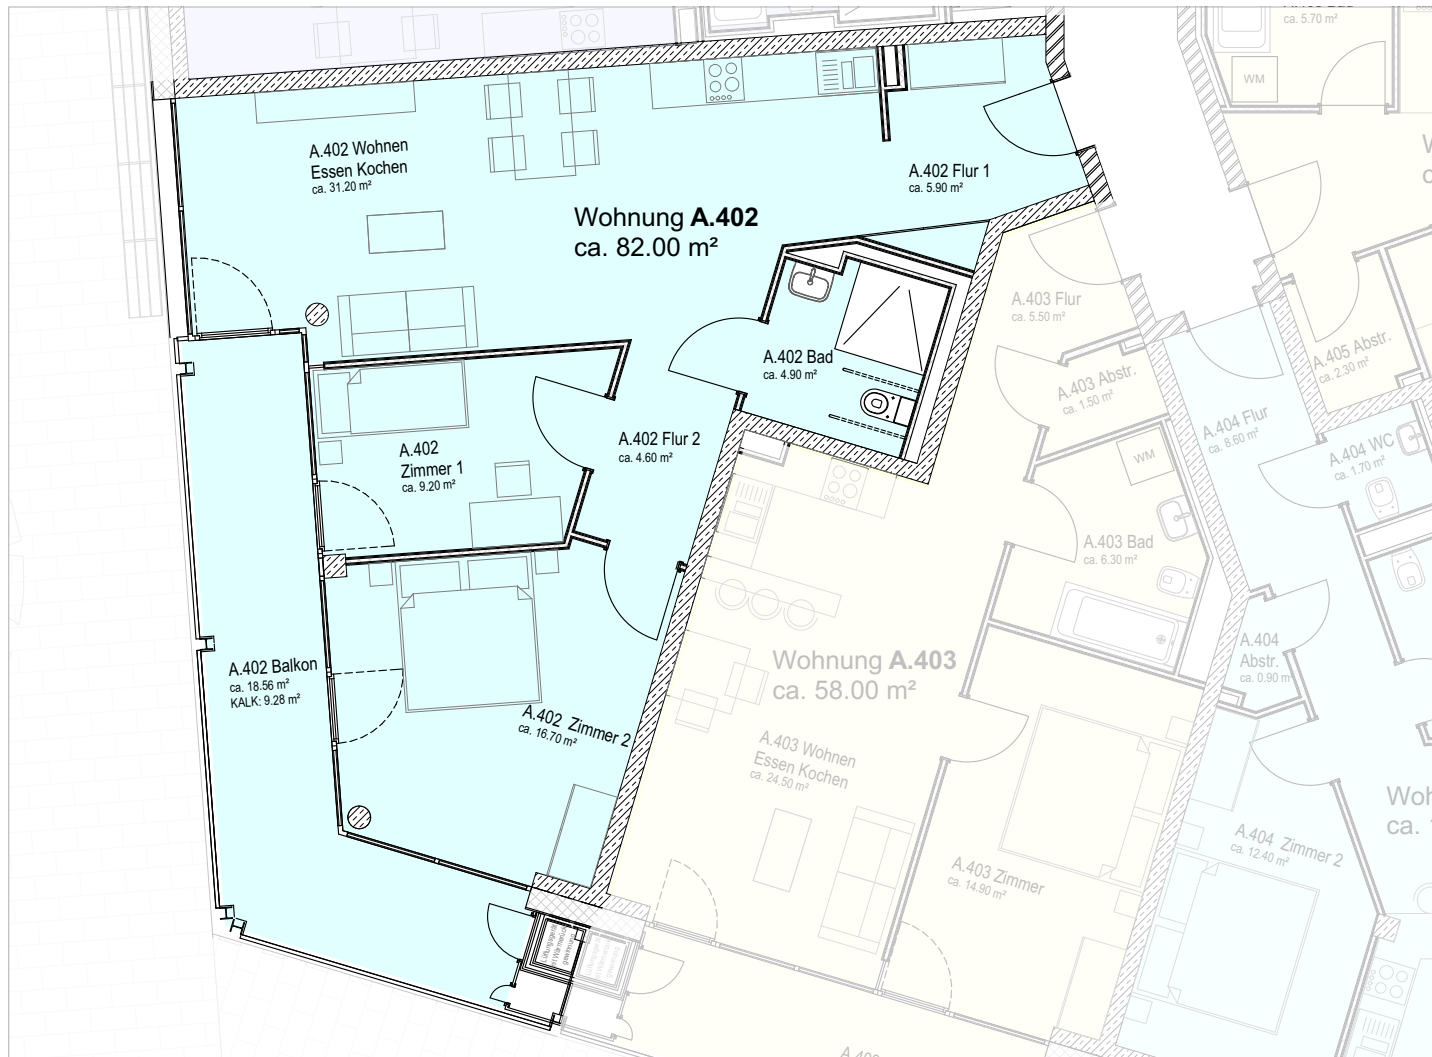 ca. 5.70 m²
WM
A.402 Wohnen
Essen Kochen
ca. 31.20 m²
A.402 Flur 1
ca. 5.90 m²
Wohnung A.402
ca. 82.00 m²
A.403 Flur
ca. 5.50 m²
A.402 Bad
ca. 4.90 m²
A.405 Abstr.
ca. 2.30 m²
A.403 Abstr.
ca. 1.50 m²
A.404 Flur
ca. 8.60 m²
A.404 WC
ca. 1.70 m²
A.402
Zimmer 1
ca. 9.20 m²
A.402 Flur 2
ca. 4.60 m²
WM
A.403 Bad
ca. 6.30 m²
A.404
Abstr.
ca. 0.90 m
A.402 Balkon
ca. 18.56 m²
KALK: 9.28 m²
Wohnung A.403
ca. 58.00 m²
A.402 Zimmer 2
ca. 16.70 m²
A.403 Wohnen
Essen Kochen
ca. 24.50 m²
Woh
ca.
A.404 Zimmer 2
ca. 12.40 m²
A.403 Zimmer
ca. 14.90 m²
gewinnung